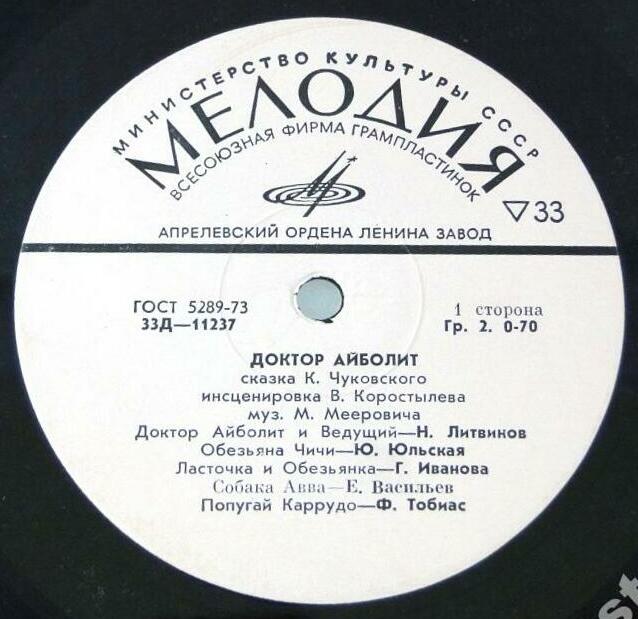 МИНИСТЕРСТВО КУЛЬТУРЫ СССР
МЕЛОДИЯ
ВСЕСОЮЗНАЯ ФИРМА ГРАМПЛАСТИНОК
▽33
АПРЕЛЕВСКИЙ ОРДЕНА ЛЕНИНА ЗАВОД
ГОСТ 5289-73
33Д—11237
1 сторона
Гр. 2. 0-70
ДОКТОР АЙБОЛИТ
сказка К. Чуковского
инсценировка В. Коростылева
муз. М. Мееровича
Доктор Айболит и Ведущий—Н. Литвинов
Обезьяна Чичи—Ю. Юльская
Ласточка и Обезьянка—Г. Иванова
Собака Авва—Е. Васильев
Попугай Каррудо—Ф. Тобиас